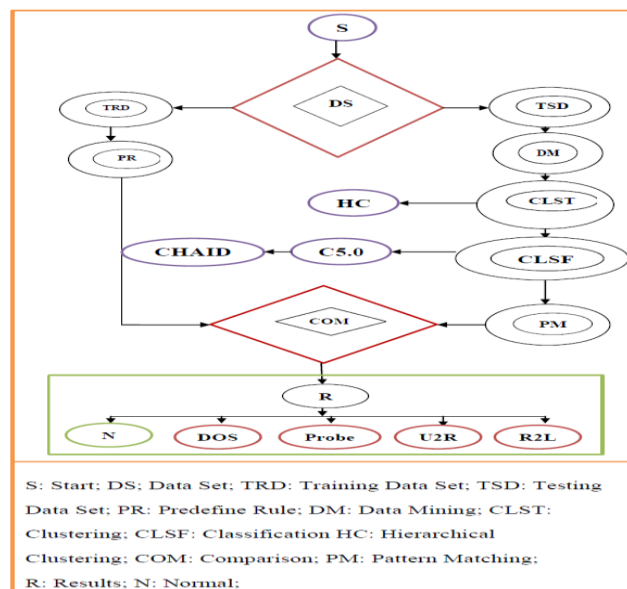 S
DS
TRD
TSD
PR
DM
HC
CLST
CHAID
C5.0
CLSF
COM
PM
R
N
DOS
Probe
U2R
R2L
S: Start; DS; Data Set; TRD: Training Data Set; TSD: Testing
Data Set; PR: Predefine Rule; DM: Data Mining; CLST:
Clustering; CLSF: Classification HC: Hierarchical
Clustering; COM: Comparison; PM: Pattern Matching;
R: Results; N: Normal;